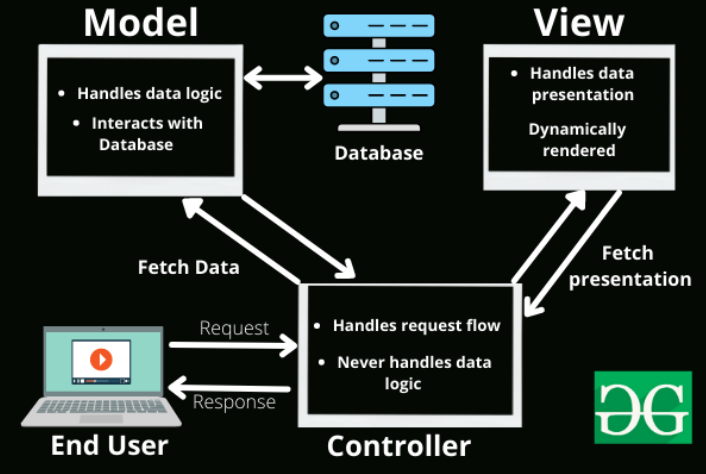 Model
View
• Handles data logic
• Interacts with
Database
Database
• Handles data
presentation
Dynamically
rendered
Fetch Data
Fetch
presentation
Request
Response
• Handles request flow
• Never handles data
logic
End User
Controller